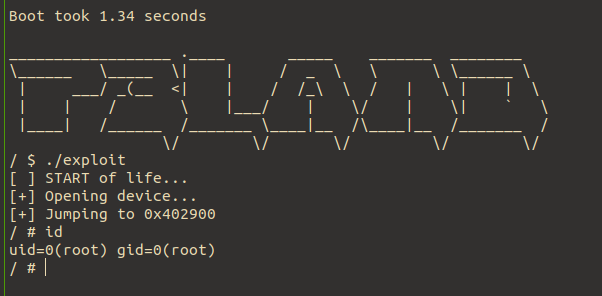 Boot took 1.34 seconds
T3LAND
/ $ ./exploit
[ ] START of life...
[+] Opening device...
[+] Jumping to 0x402900
/ # id
uid=0(root) gid=0(root)
/ #